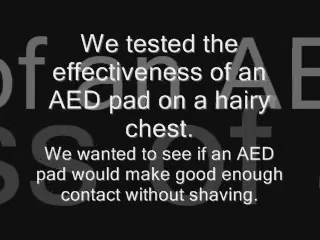 We tested the
effectiveness of an
AED pad on a hairy
chest.
We wanted to see if an AED
pad would make good enough
contact without shaving.